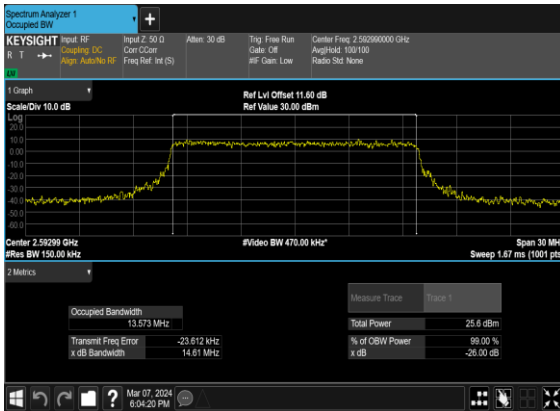 Spectrum Analyzer 1
Occupied BW
KEYSIGHT
R T
Input: RF
Coupling: DC
Align: Auto/No RF
Input Z: 50 Ω
Corr CCorr
Freq Ref: Int (S)
Atten: 30 dB
Trig: Free Run
Gate: Off
#IF Gain: Low
Center Freq: 2.592990000 GHz
Avg|Hold: 100/100
Radio Std: None
1 Graph
Scale/Div 10.0 dB
Ref Lvl Offset 11.60 dB
Ref Value 30.00 dBm
Log
20.0
10.0
0.00
-10.0
-20.0
-30.0
-40.0
-50.0
-60.0
Center 2.59299 GHz
#Res BW 150.00 kHz
#Video BW 470.00 kHz*
Span 30 MH
Sweep 1.67 ms (1001 pts
2 Metrics
Measure Trace
Trace 1
Occupied Bandwidth
13.573 MHz
Total Power
25.6 dBm
Transmit Freq Error
-23.612 kHz
% of OBW Power
99.00 %
x dB Bandwidth
14.61 MHz
x dB
-26.00 dB
?
Mar 07, 2024
6:04:20 PM